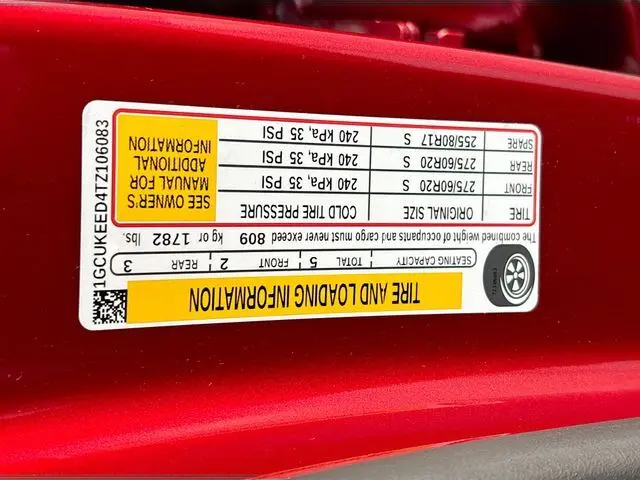 TIRE AND LOADING INFORMATION
SEATING CAPACITY TOTAL 5 FRONT 2 REAR 3
The combined weight of occupants and cargo must never exceed 809 kg or 1782 lbs.
TIRE ORIGINAL SIZE COLD TIRE PRESSURE
FRONT 275/60R20 S 240 kPa, 35 PSI
REAR 275/60R20 S 240 kPa, 35 PSI
SPARE 255/80R17 S 240 kPa, 35 PSI
SEE OWNER'S
MANUAL FOR
ADDITIONAL
INFORMATION
1GCUKEED4TZ106083